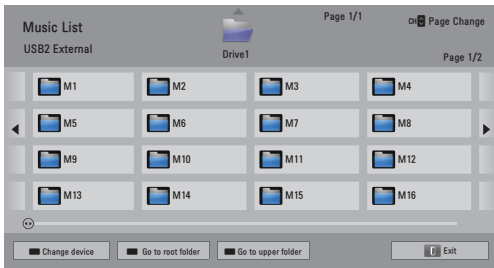 Music List
Page 1/1
CH Page Change
USB2 External
Drive1
Page 1/2
M1 M2 M3 M4
M5 M6 M7 M8
M9 M10 M11 M12
M13 M14 M15 M16
Change device Go to root folder Go to upper folder Exit